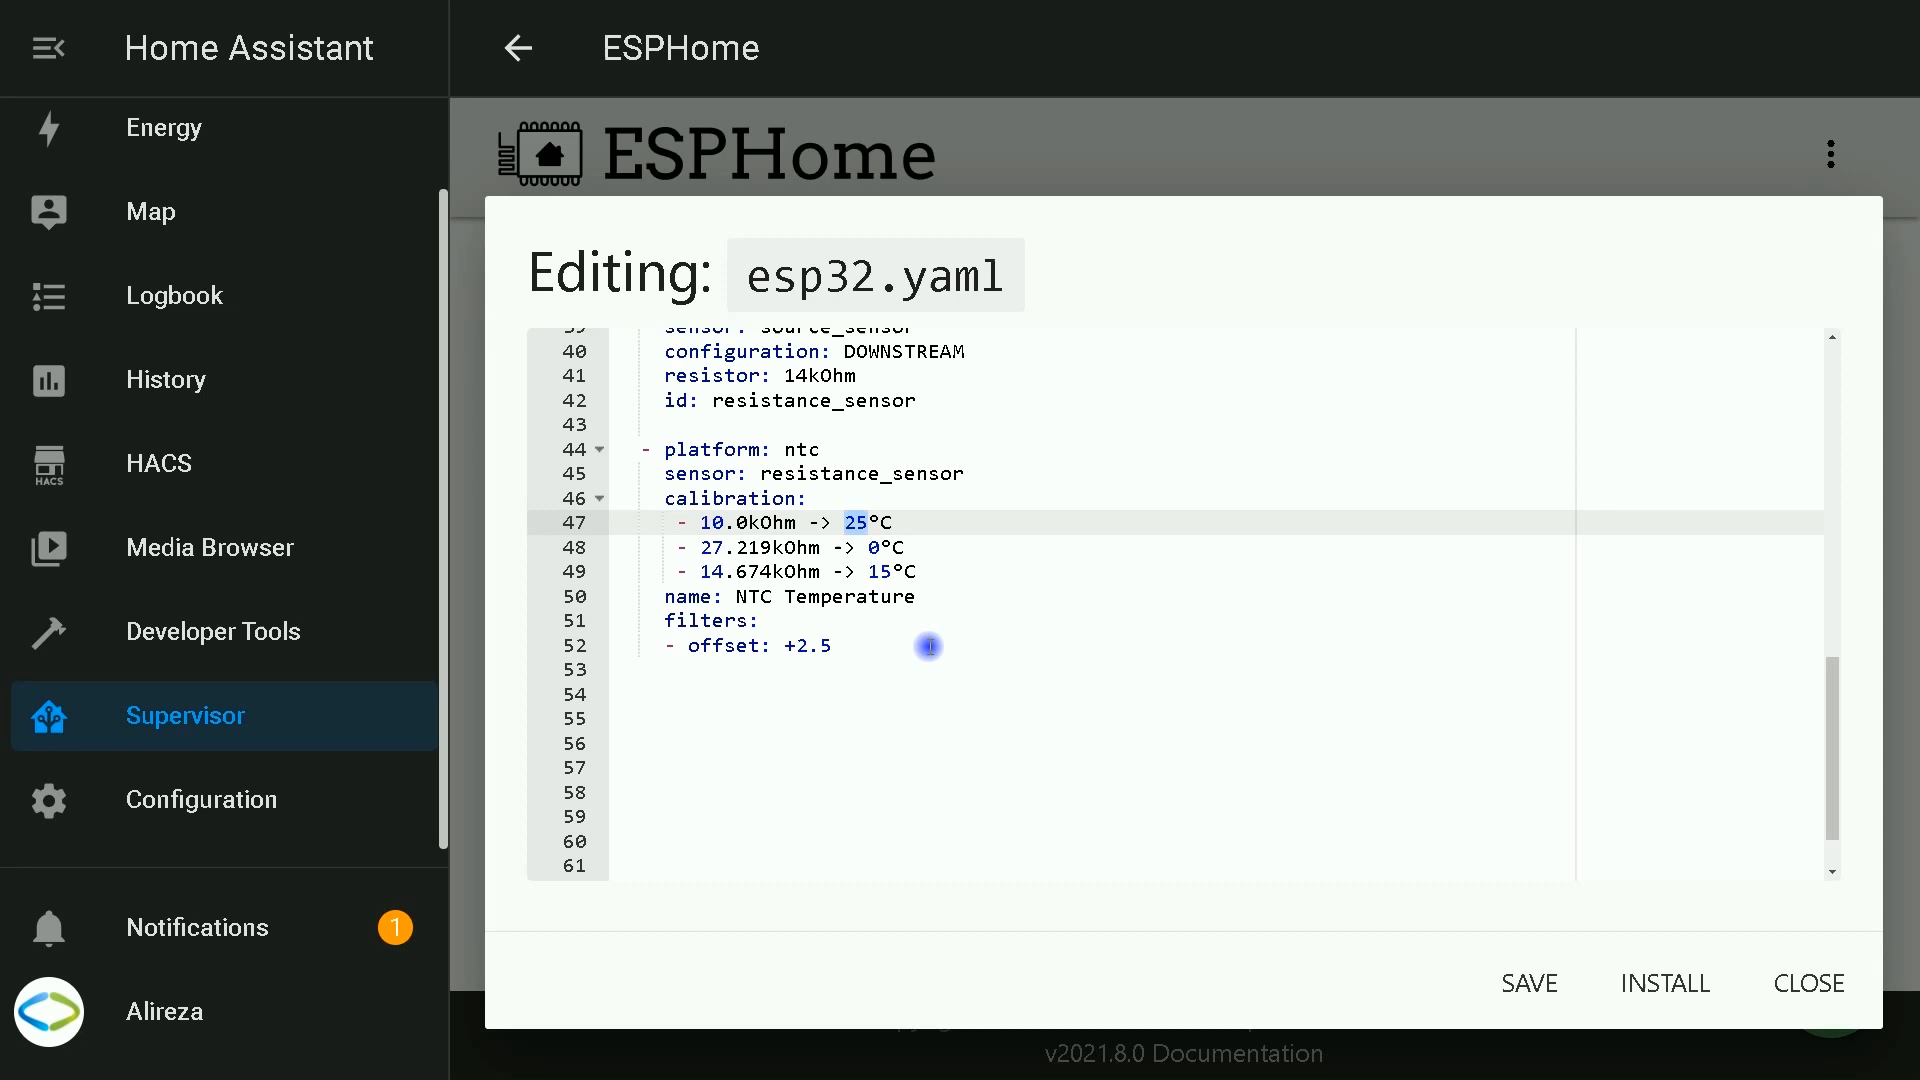 Home Assistant
ESPHome
Energy
Map
Logbook
History
HACS
HACS
Media Browser
Developer Tools
Supervisor
Configuration
Notifications
1
Alireza
ESPHome
Editing: esp32.yaml
39 sensor: source_sensor
40 configuration: DOWNSTREAM
41 resistor: 14kOhm
42 id: resistance_sensor
43
44 - platform: ntc
45 sensor: resistance_sensor
46 calibration:
47 - 10.0kOhm -> 25°C
48 - 27.219kOhm -> 0°C
49 - 14.674kOhm -> 15°C
50 name: NTC Temperature
51 filters:
52 - offset: +2.5
53
54
55
56
57
58
59
60
61
SAVE INSTALL CLOSE
v2021.8.0 Documentation